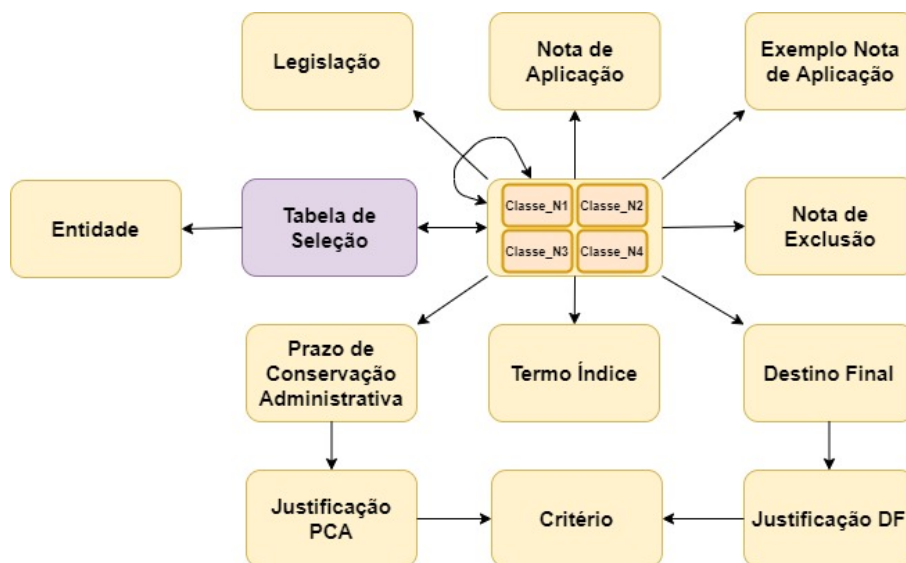 Legislação
Nota de
Aplicação
Exemplo Nota
de Aplicação
Entidade
Tabela de
Seleção
Classe_N1
Classe_N2
Classe_N3
Classe_N4
Nota de
Exclusão
Prazo de
Conservação
Administrativa
Termo Índice
Destino Final
Justificação
PCA
Critério
Justificação DF